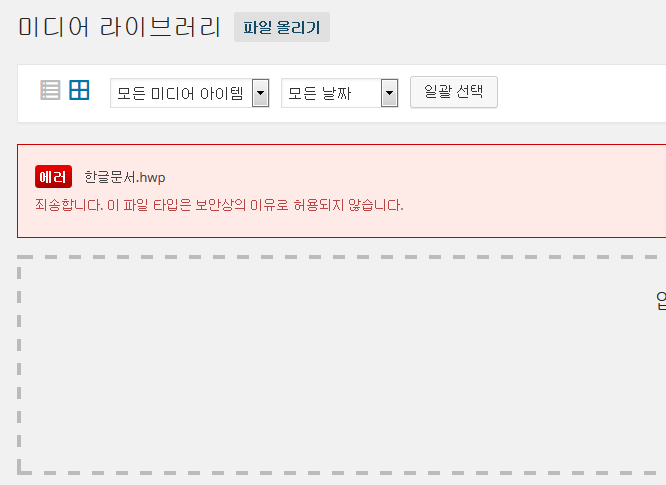 미디어 라이브러리 파일 올리기
모든 미디어 아이템 모든 날짜 일괄 선택
에러 한글문서.hwp
죄송합니다. 이 파일 타입은 보안상의 이유로 허용되지 않습니다.